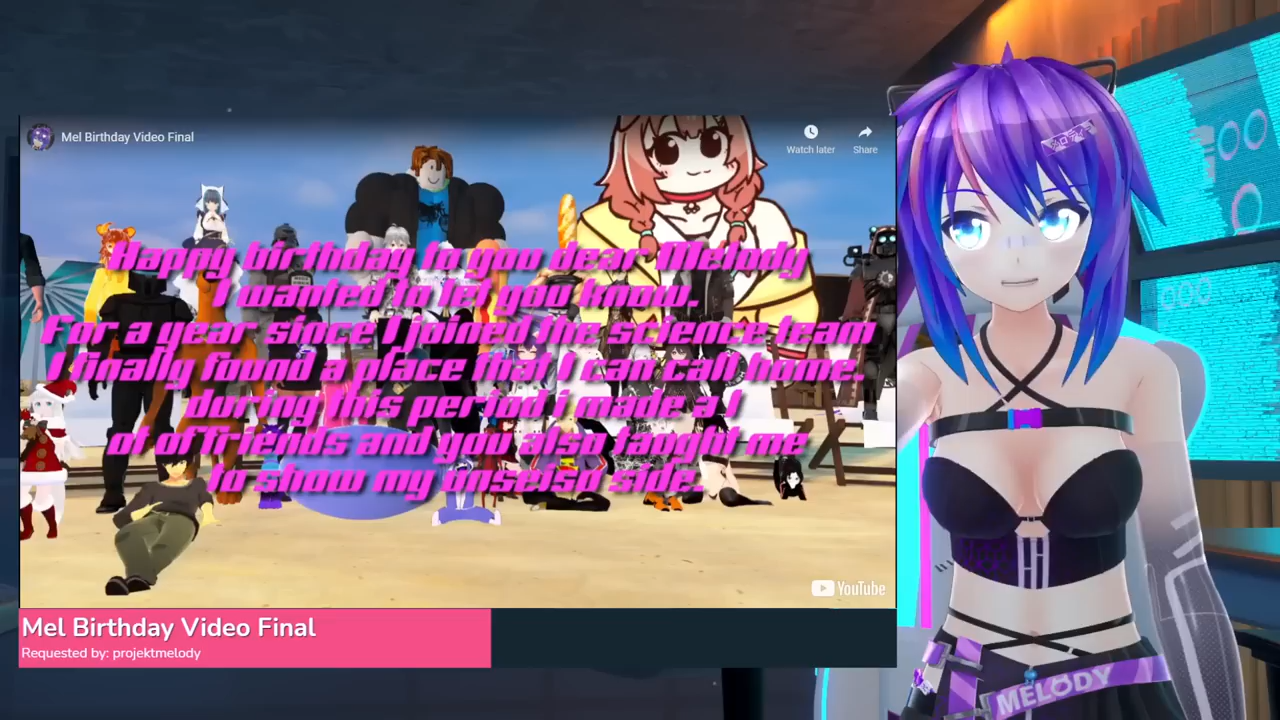 Mel Birthday Video Final
Watch later
Share
Happy birthday to you dear Melody
I wanted to let you know.
For a year since I joined the science team
I finally found a place that I can call home.
during this period i made a l
ot of friends and you also taught me
to show my unseiso side.
YouTube
Mel Birthday Video Final
Requested by: projektmelody
MELODY